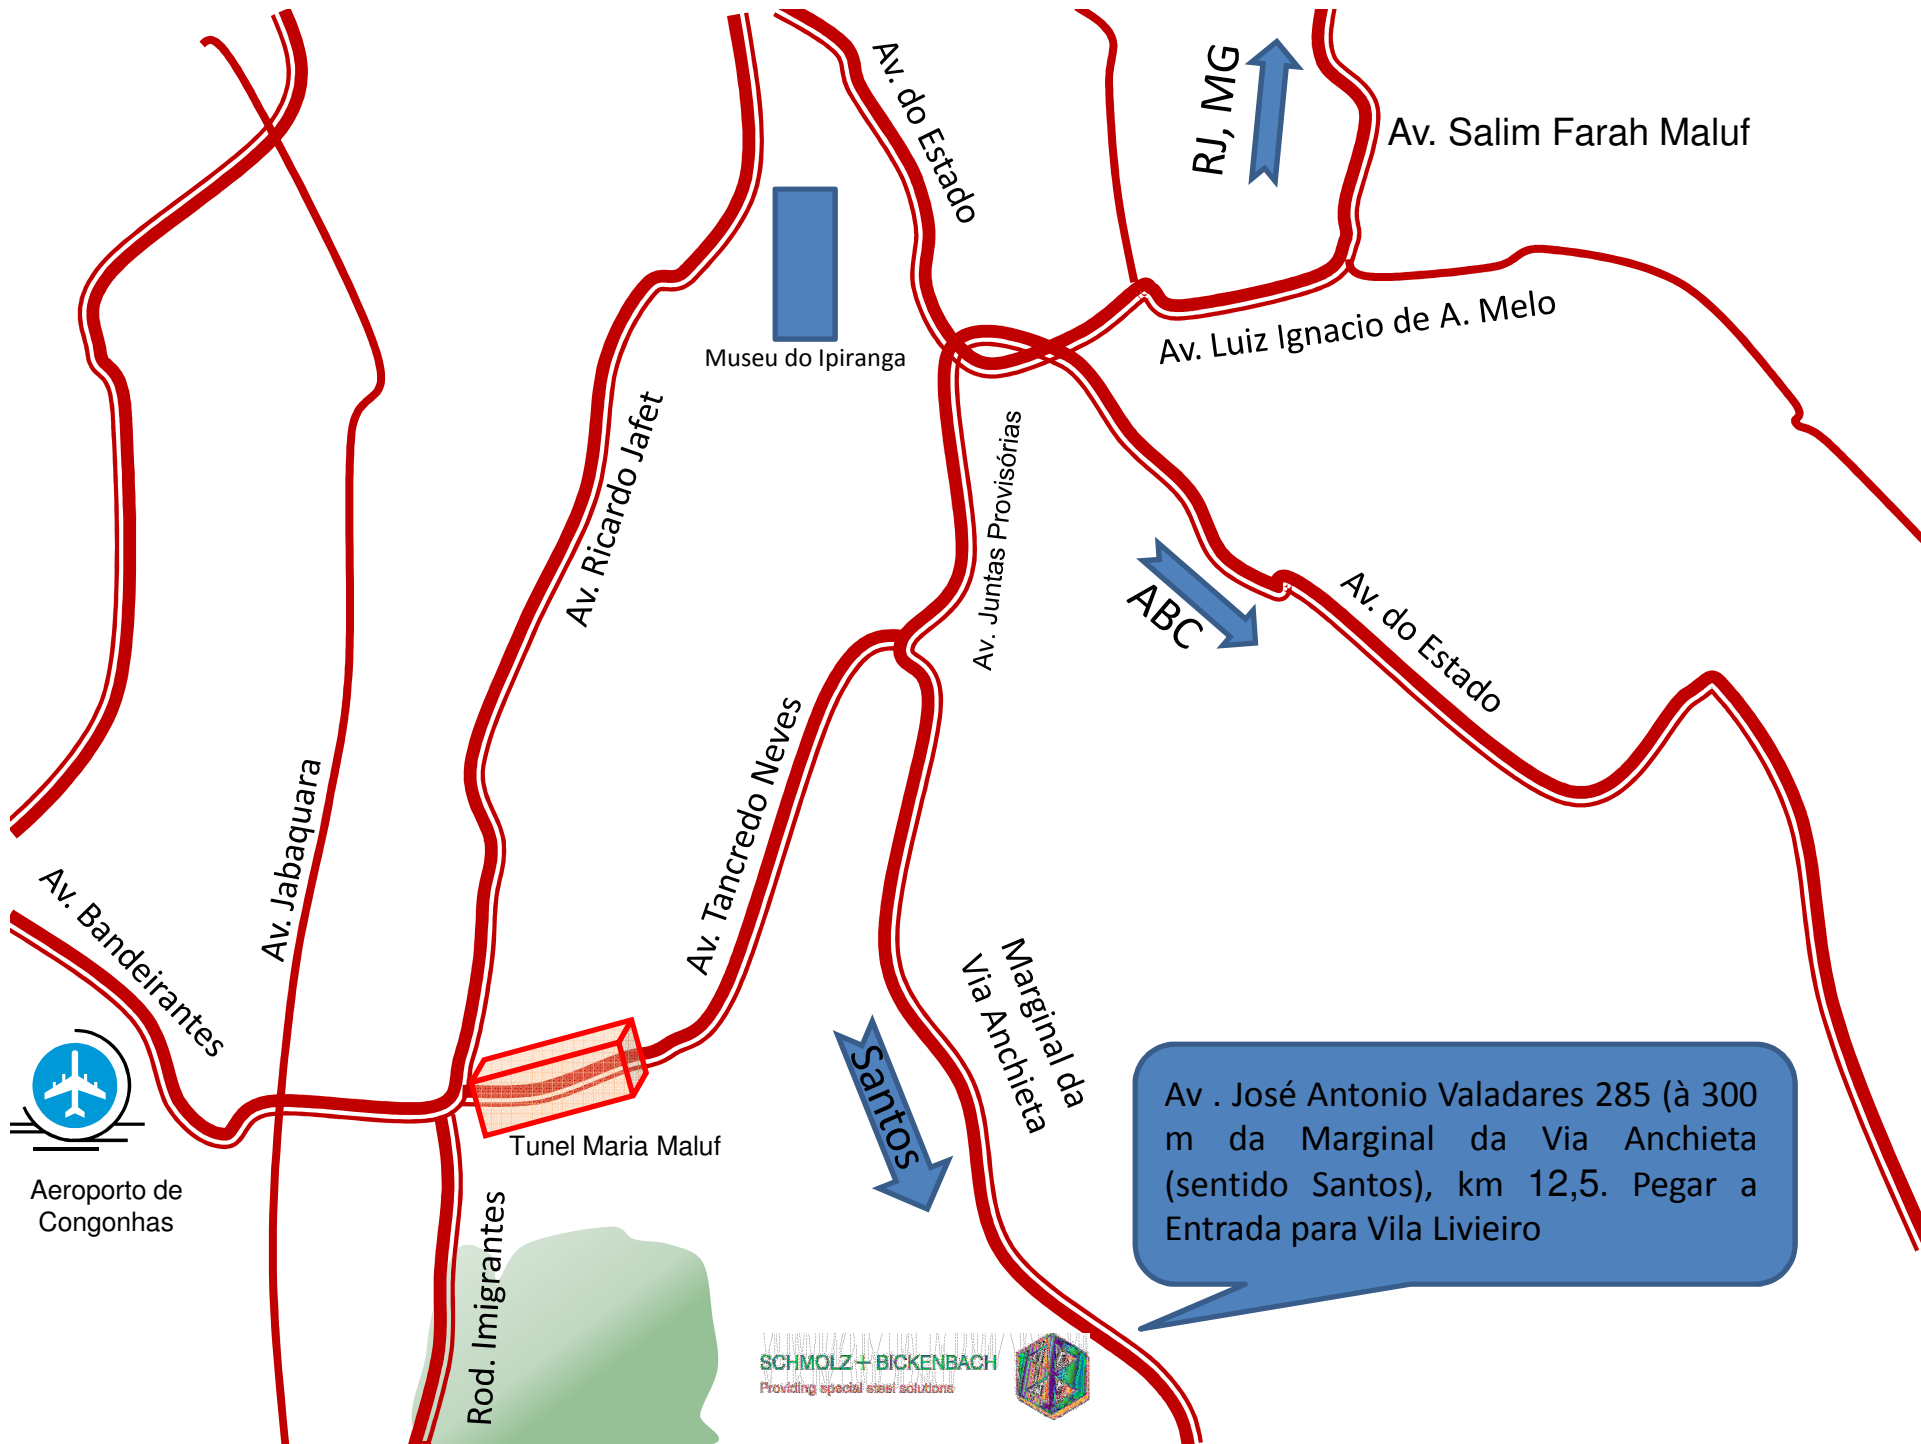 Av. do Estado
RJ, MG
Av. Salim Farah Maluf
Av. Luiz Ignacio de A. Melo
Museu do Ipiranga
Av. Ricardo Jafet
Av. Juntas Provisórias
ABC
Av. do Estado
Av. Tancredo Neves
Av. Jabaquara
Av. Bandeirantes
Marginal da
Via Anchieta
Santos
Tunel Maria Maluf
Aeroporto de
Congonhas
Rod. Imigrantes
Av . José Antonio Valadares 285 (à 300
m da Marginal da Via Anchieta
(sentido Santos), km 12,5. Pegar a
Entrada para Vila Livieiro
SCHMOLZ + BICKENBACH
Providing special steel solutions